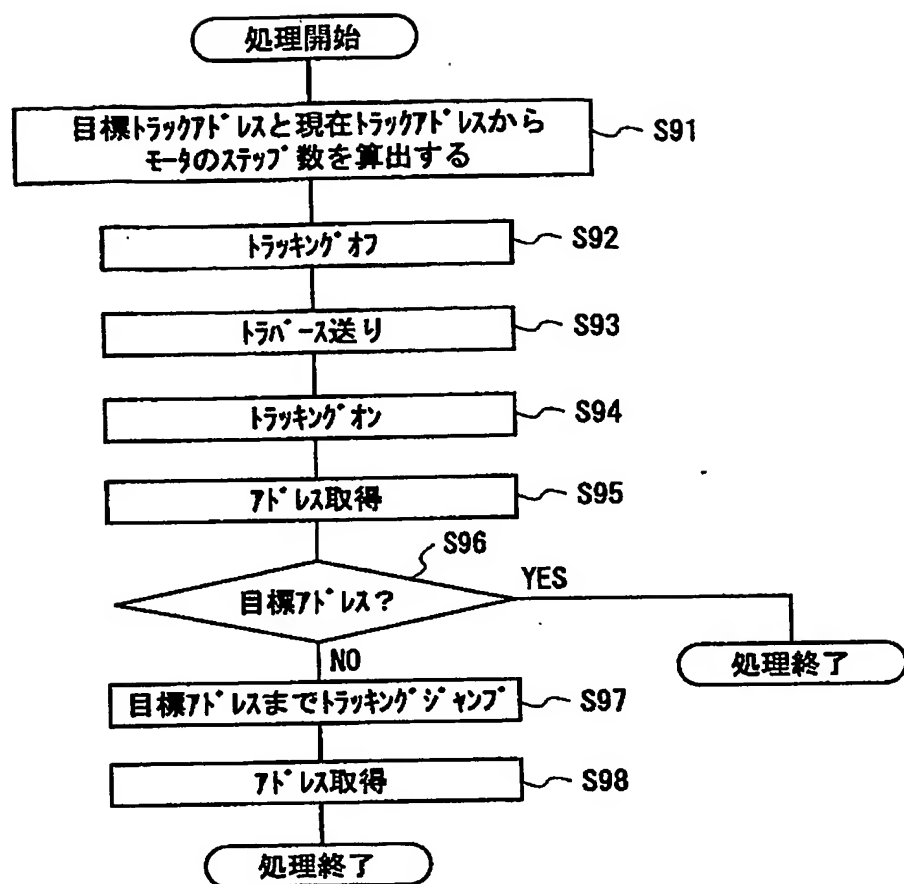 処理開始
目標トラックアドレスと現在トラックアドレスから
モータのステップ数を算出する
S91
トラッキングオフ
S92
トラバース送り
S93
トラッキングオン
S94
アドレス取得
S95
S96
目標アドレス?
YES
処理終了
NO
目標アドレスまでトラッキングジャンプ
S97
アドレス取得
S98
処理終了